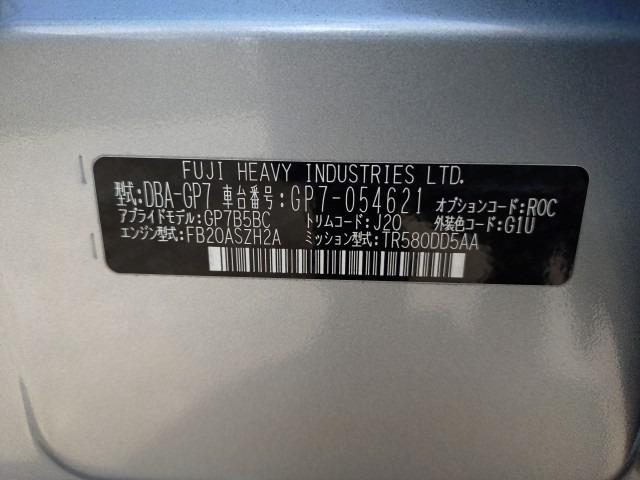 FUJI HEAVY INDUSTRIES LTD.
型式:DBA-GP7 車台番号:GP7-054621 オプションコード:ROC
アプライドモデル:GP7B5BC トリムコード:J20 外装色コード:G1U
エンジン型式:FB20ASZH2A ミッション型式:TR580DD5AA